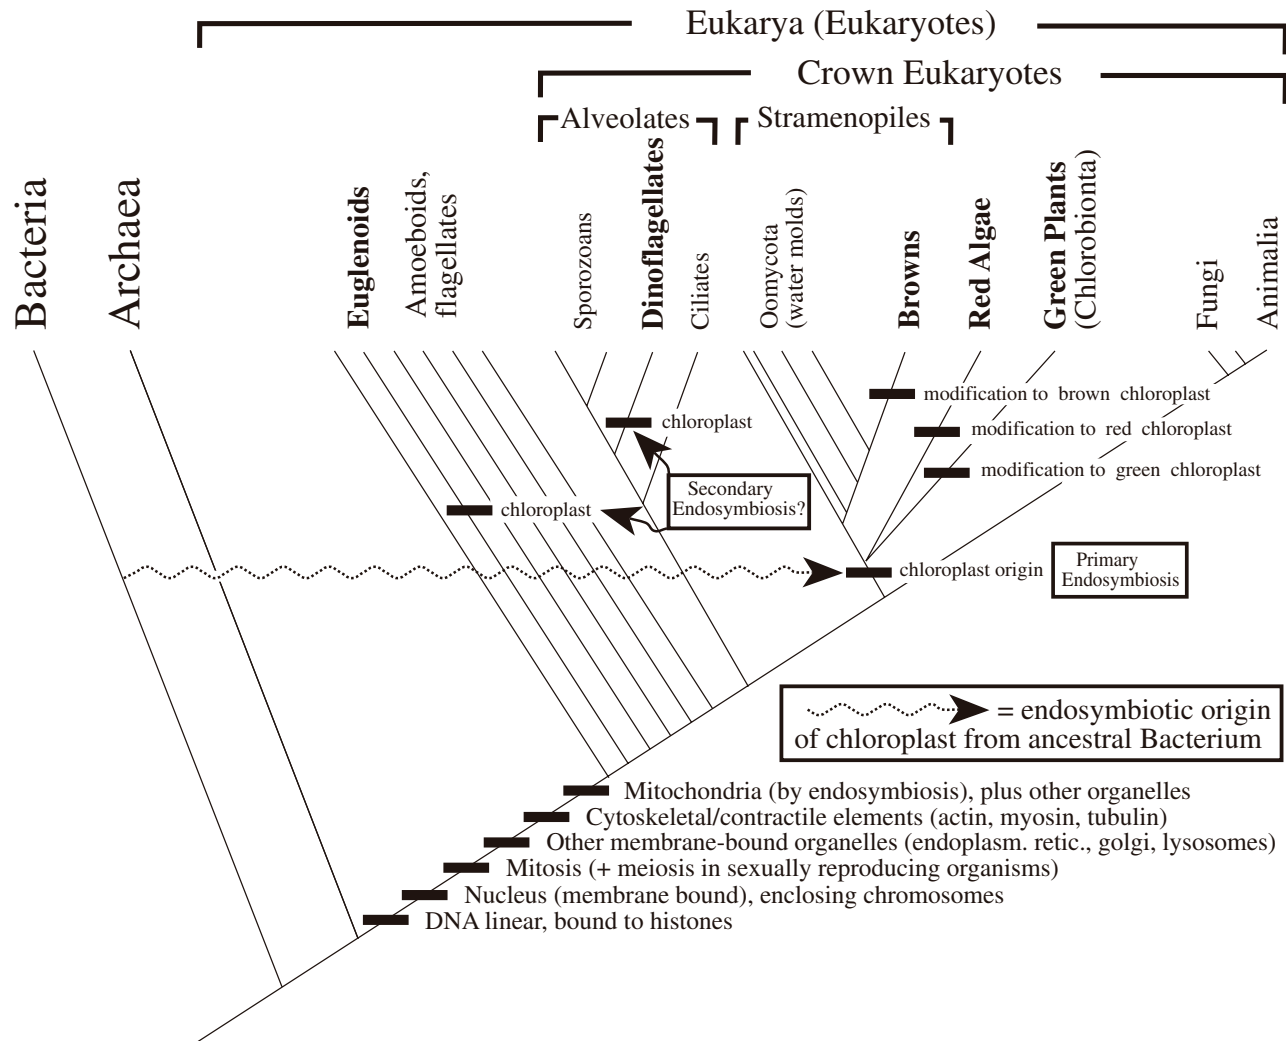 Eukarya (Eukaryotes)
Crown Eukaryotes
Alveolates
Stramenopiles
Bacteria
Archaea
Euglenoids
Amoeboids,
flagellates
Sporozoans
Dinoflagellates
Ciliates
Oomycota
(water molds)
Browns
Red Algae
Green Plants
(Chlorobionta)
Fungi
Animalia
modification to brown chloroplast
chloroplast
modification to red chloroplast
modification to green chloroplast
Secondary
Endosymbiosis?
chloroplast
chloroplast origin
Primary
Endosymbiosis
= endosymbiotic origin
of chloroplast from ancestral Bacterium
Mitochondria (by endosymbiosis), plus other organelles
Cytoskeletal/contractile elements (actin, myosin, tubulin)
Other membrane-bound organelles (endoplasm. retic., golgi, lysosomes)
Mitosis (+ meiosis in sexually reproducing organisms)
Nucleus (membrane bound), enclosing chromosomes
DNA linear, bound to histones